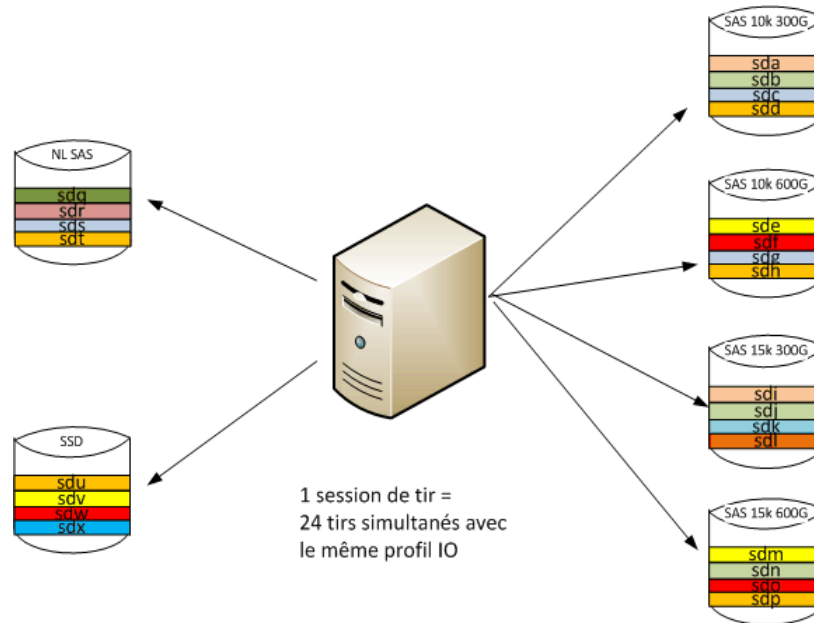 NL SAS
sdq
sdr
sds
sdt
SSD
sdu
sdv
sdw
sdx
1 session de tir =
24 tirs simultanés avec
le même profil IO
SAS 10k 300G
sda
sdb
sdc
sdd
SAS 10k 600G
sde
sdf
sdg
sdh
SAS 15k 300G
sdi
sdj
sdk
sdl
SAS 15k 600G
sdm
sdn
sdo
sdp